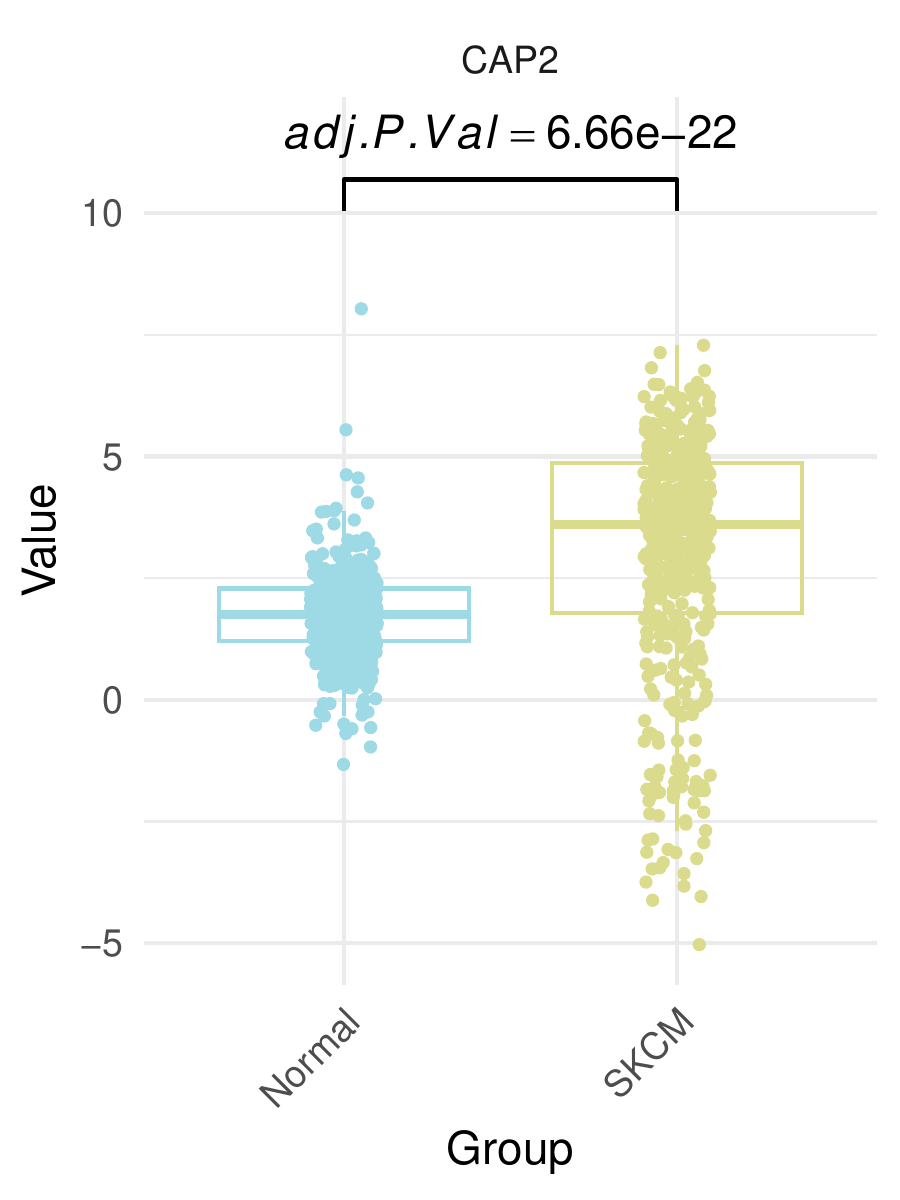 CAP2
adj.P.Val = 6.66e−22
10
5
0
−5
Value
Normal
SKCM
Group